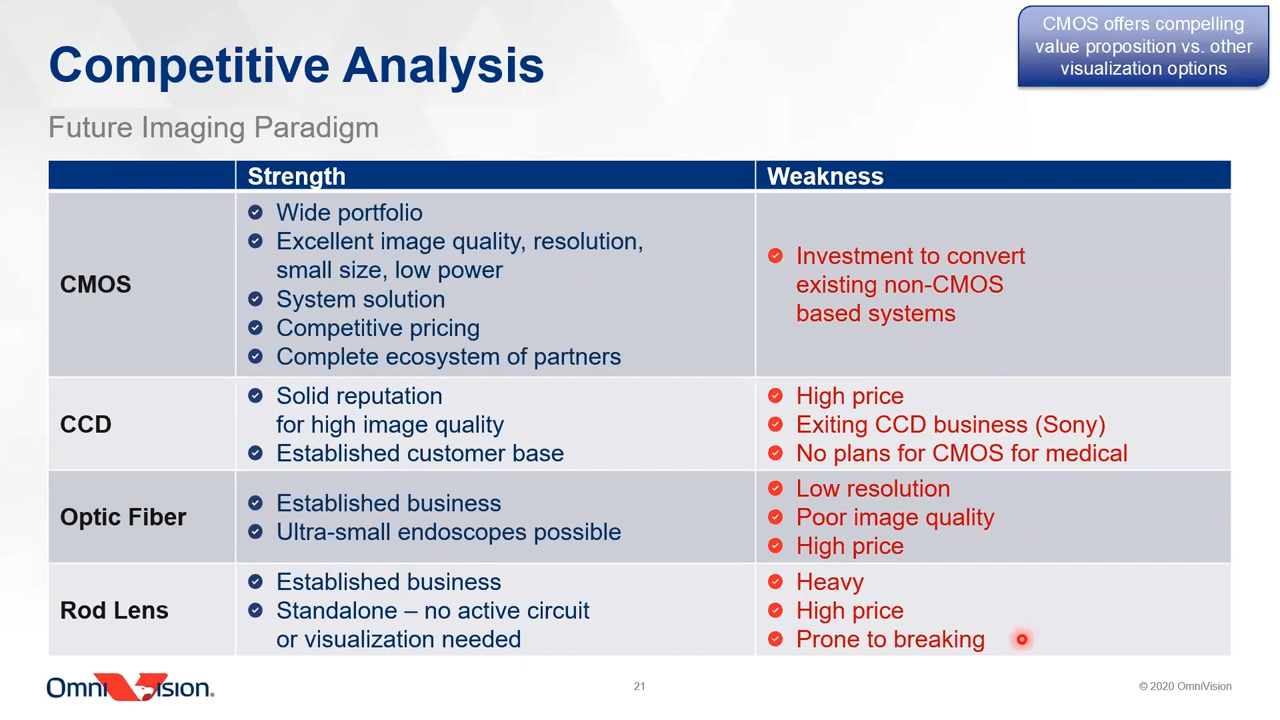 CMOS offers compelling
value proposition vs. other
visualization options
Competitive Analysis
Future Imaging Paradigm
Strength
Weakness
CMOS
Wide portfolio
Excellent image quality, resolution,
small size, low power
System solution
Competitive pricing
Complete ecosystem of partners
Investment to convert
existing non-CMOS
based systems
CCD
Solid reputation
for high image quality
Established customer base
High price
Exiting CCD business (Sony)
No plans for CMOS for medical
Optic Fiber
Established business
Ultra-small endoscopes possible
Low resolution
Poor image quality
High price
Rod Lens
Established business
Standalone – no active circuit
or visualization needed
Heavy
High price
Prone to breaking
OmniVision.
21
© 2020 OmniVision